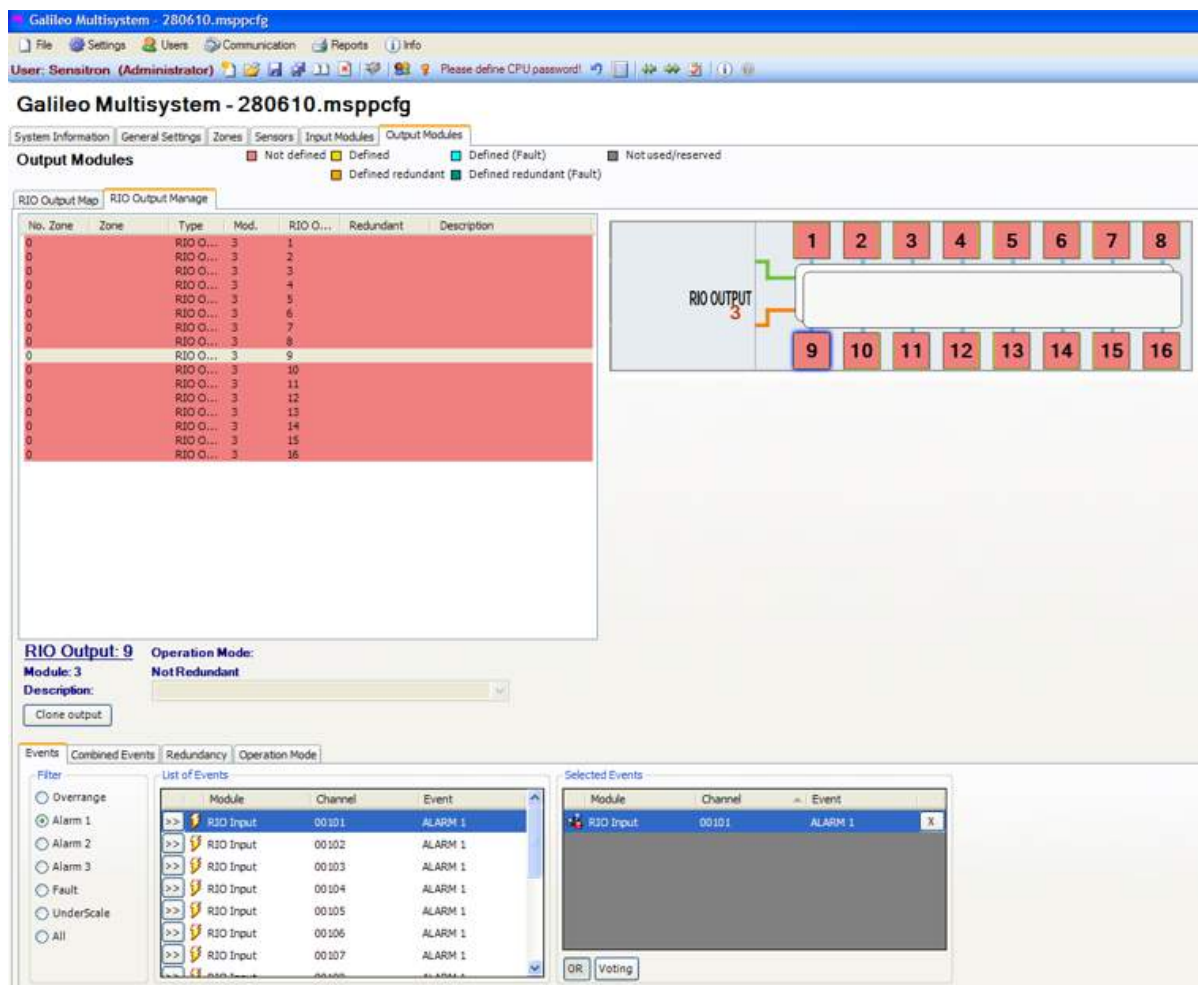 Galileo Multisystem - 280610.msppcfg
File Settings Users Communication Reports Info
User: Sensitron (Administrator) Please define CPU password!
Galileo Multisystem - 280610.msppcfg
System Information General Settings Zones Sensors Input Modules Output Modules
Output Modules Not defined Defined Defined (Fault) Not used/reserved
Defined redundant Defined redundant (Fault)
RIO Output Map RIO Output Manage
No. Zone Zone Type Mod. RIO O... Redundant Description
0 RIO O... 3 1
0 RIO O... 3 2
0 RIO O... 3 3
0 RIO O... 3 4
0 RIO O... 3 5
0 RIO O... 3 6
0 RIO O... 3 7
0 RIO O... 3 8
0 RIO O... 3 9
0 RIO O... 3 10
0 RIO O... 3 11
0 RIO O... 3 12
0 RIO O... 3 13
0 RIO O... 3 14
0 RIO O... 3 15
0 RIO O... 3 16
1 2 3 4 5 6 7 8
RIO OUTPUT
3
9 10 11 12 13 14 15 16
RIO Output: 9 Operation Mode:
Module: 3 Not Redundant
Description:
Clone output
Events Combined Events Redundancy Operation Mode
Filter
Overrange
Alarm 1
Alarm 2
Alarm 3
Fault
UnderScale
All
List of Events
Module Channel Event
>> RIO Input 00101 ALARM 1
>> RIO Input 00102 ALARM 1
>> RIO Input 00103 ALARM 1
>> RIO Input 00104 ALARM 1
>> RIO Input 00105 ALARM 1
>> RIO Input 00106 ALARM 1
>> RIO Input 00107 ALARM 1
Selected Events
Module Channel Event
RIO Input 00101 ALARM 1 X
OR Voting